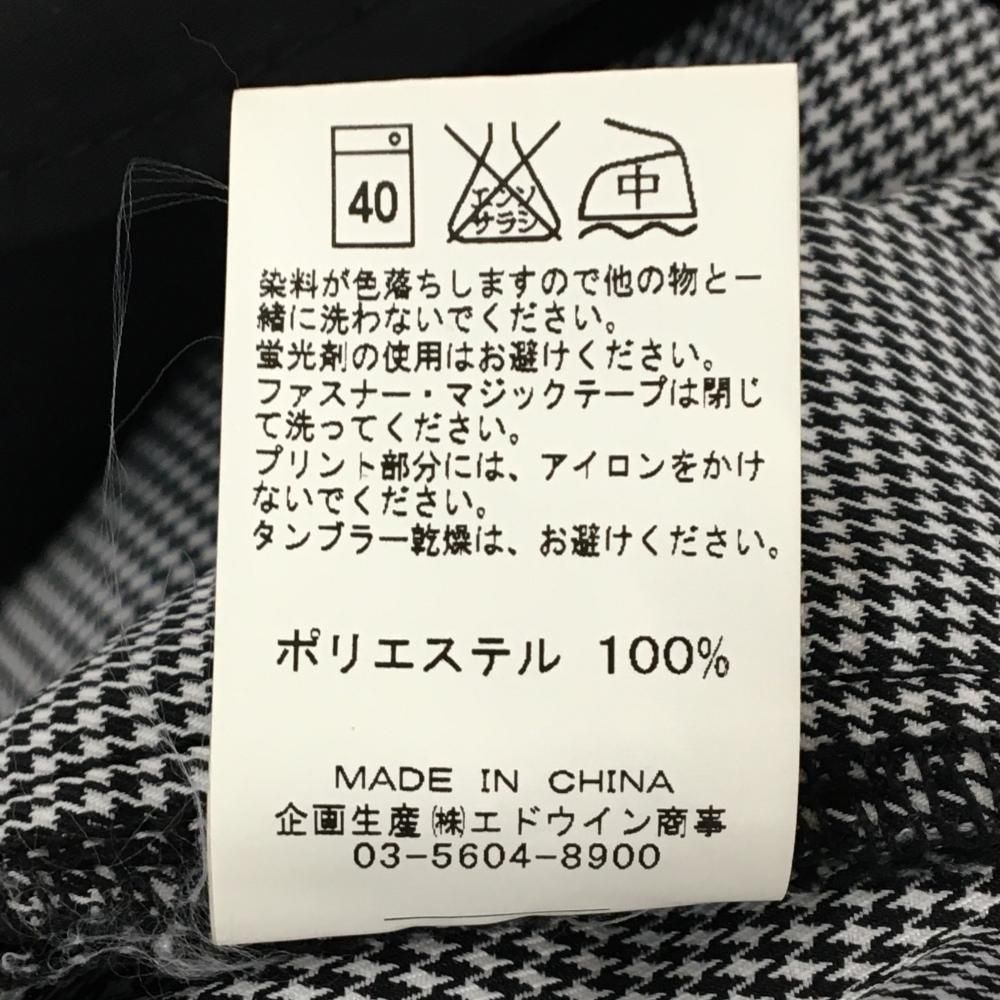 40
エンソ
サラシ
中
染料が色落ちしますので他の物と一
緒に洗わないでください。
蛍光剤の使用はお避けください。
ファスナー・マジックテープは閉じ
て洗ってください。
プリント部分には、アイロンをかけ
ないでください。
タンブラー乾燥は、お避けください。
ポリエステル 100%
MADE IN CHINA
企画生産㈱エドウイン商事
03-5604-8900